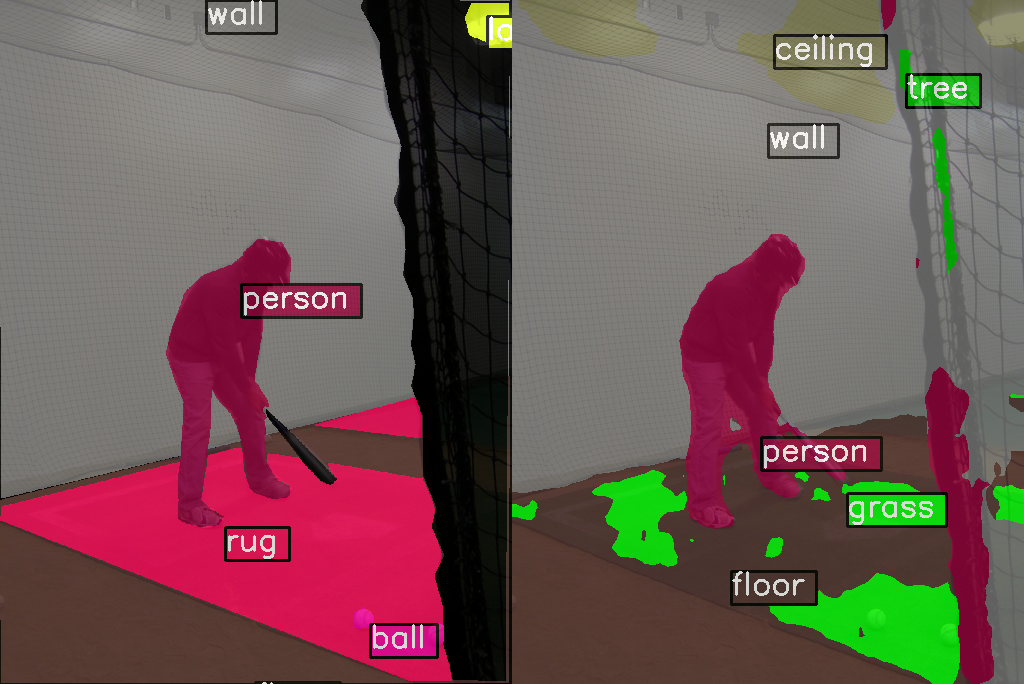 wall
person
rug
ball
ceiling
tree
wall
person
grass
floor